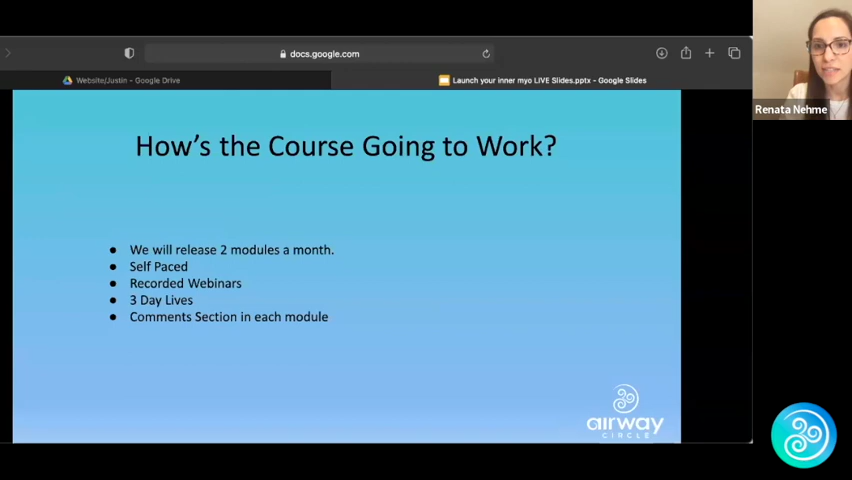 docs.google.com
Website/Justin - Google Drive
Launch your inner myo LIVE Slides.pptx - Google Slides
Renata Nehme
How's the Course Going to Work?
● We will release 2 modules a month.
● Self Paced
● Recorded Webinars
● 3 Day Lives
● Comments Section in each module
airway
CIRCLE